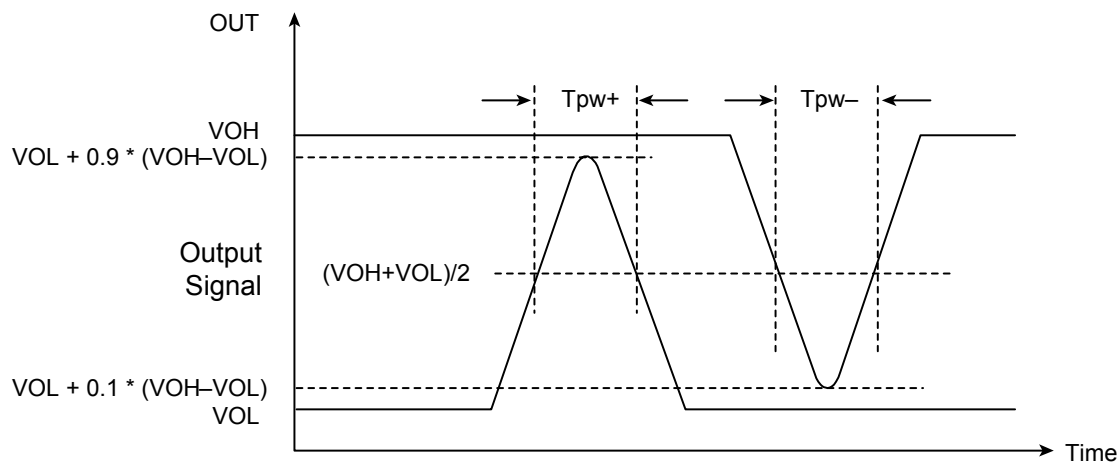 OUT
Tpw+
Tpw–
VOH
VOL + 0.9 * (VOH–VOL)
Output
Signal
(VOH+VOL)/2
VOL + 0.1 * (VOH–VOL)
VOL
Time